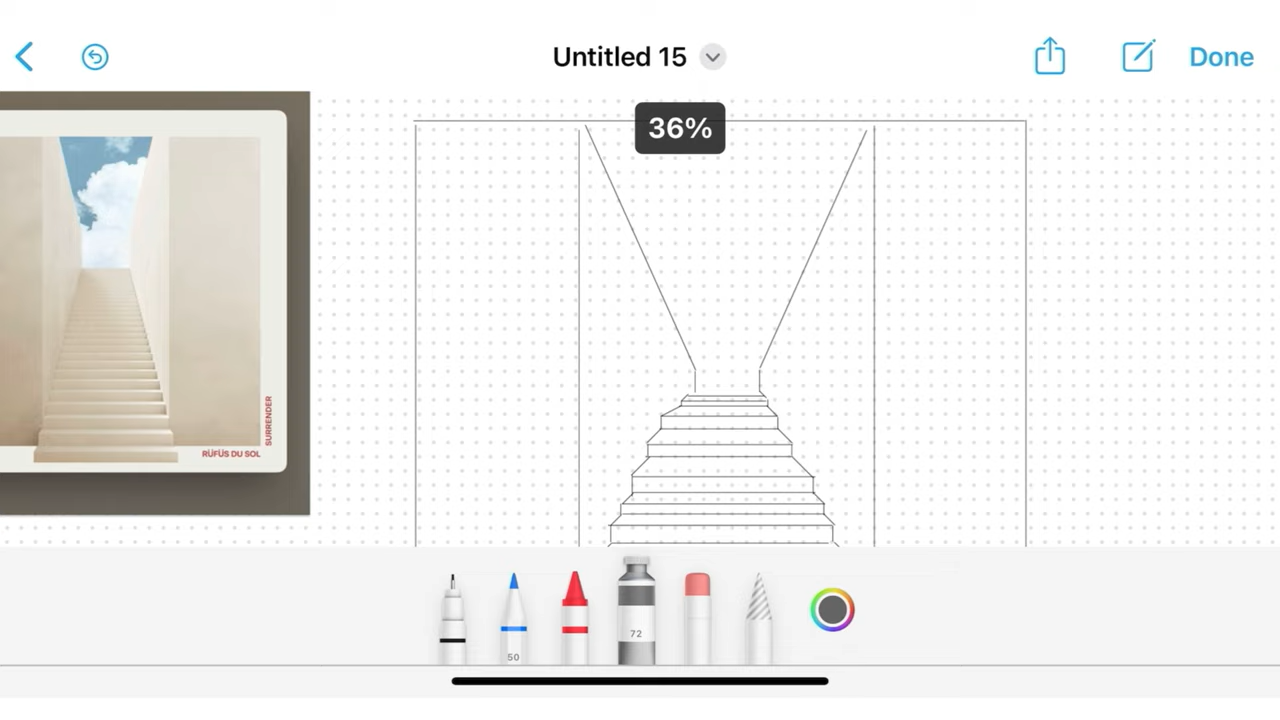 Untitled 15
Done
36%
SURRENDER
RÜFÜS DU SOL
72
50